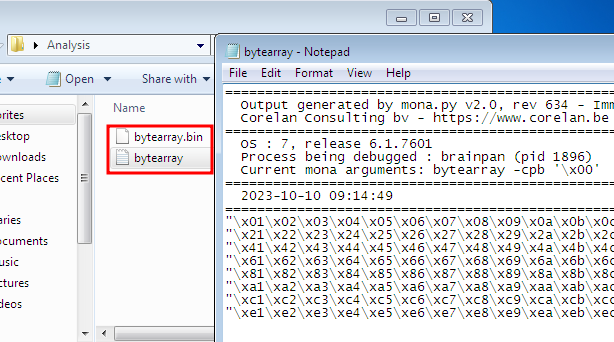 Analysis
Open
Share with
rites
sktop
ownloads
ecent Places
raries
ocuments
usic
ctures
deos
Name
bytearray.bin
bytearray
bytearray - Notepad
File Edit Format View Help
================================================
Output generated by mona.py v2.0, rev 634 - Imm
Corelan Consulting bv - https://www.corelan.be
================================================
OS : 7, release 6.1.7601
Process being debugged : brainpan (pid 1896)
Current mona arguments: bytearray -cpb '\x00'
================================================
2023-10-10 09:14:49
================================================
"\x01\x02\x03\x04\x05\x06\x07\x08\x09\x0a\x0b\x0c
"\x21\x22\x23\x24\x25\x26\x27\x28\x29\x2a\x2b\x2c
"\x41\x42\x43\x44\x45\x46\x47\x48\x49\x4a\x4b\x4c
"\x61\x62\x63\x64\x65\x66\x67\x68\x69\x6a\x6b\x6c
"\x81\x82\x83\x84\x85\x86\x87\x88\x89\x8a\x8b\x8c
"\xa1\xa2\xa3\xa4\xa5\xa6\xa7\xa8\xa9\xaa\xab\xac
"\xc1\xc2\xc3\xc4\xc5\xc6\xc7\xc8\xc9\xca\xcb\xcc
"\xe1\xe2\xe3\xe4\xe5\xe6\xe7\xe8\xe9\xea\xeb\xec